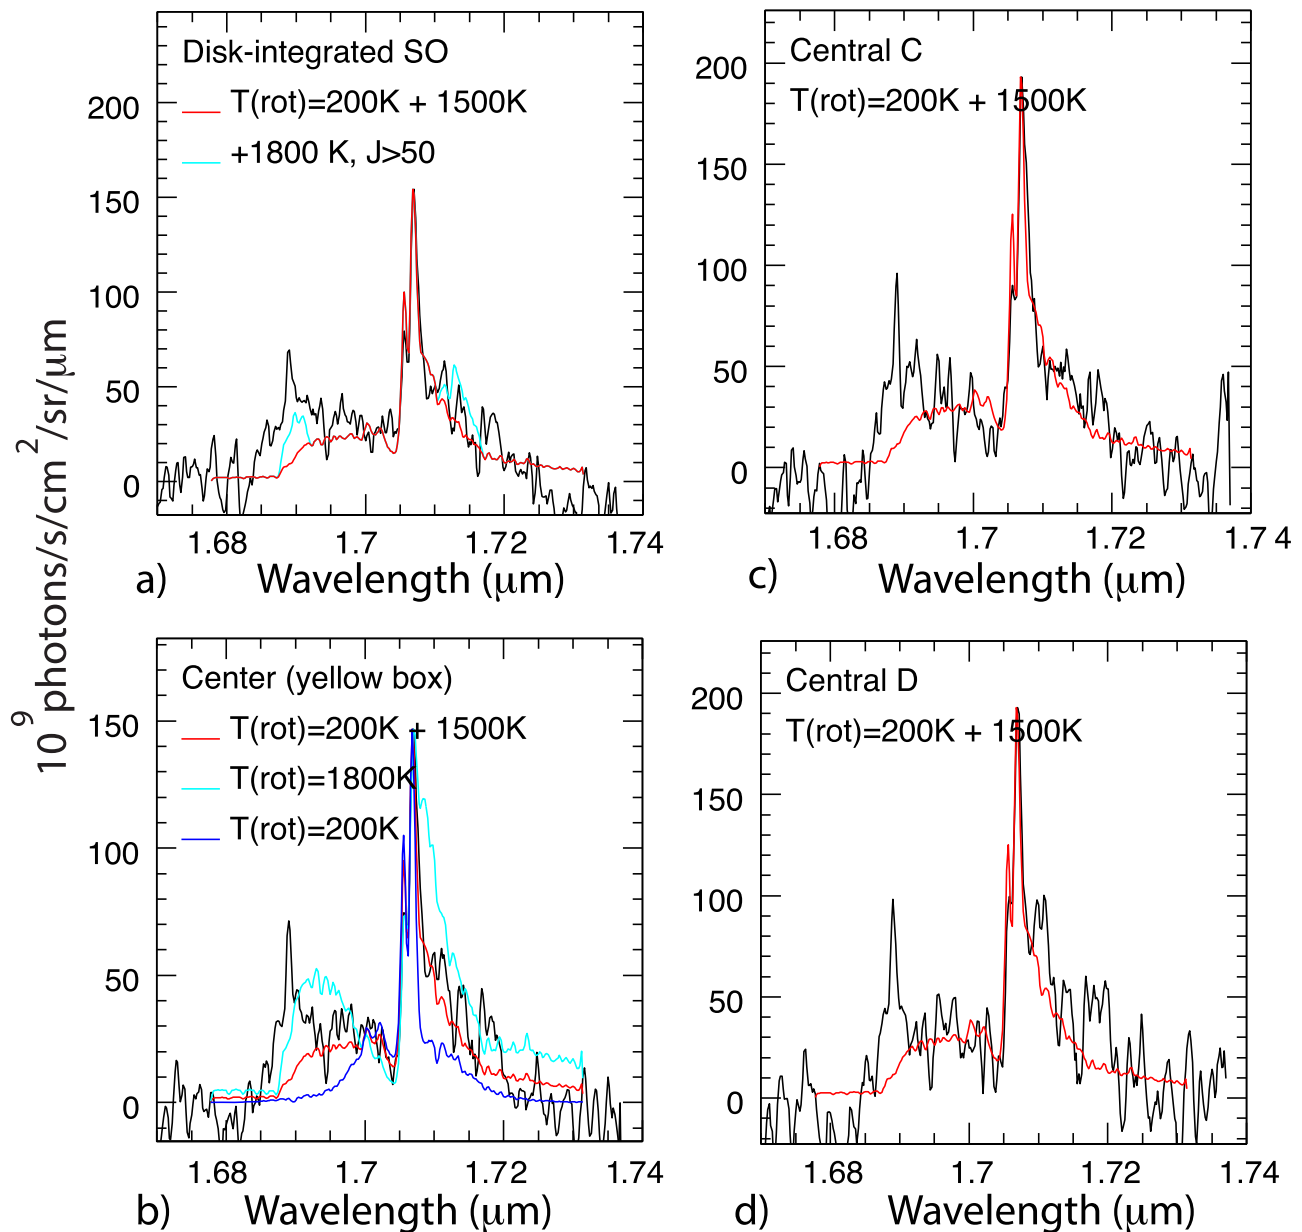 10⁹ photons/s/cm²/sr/μm
Disk-integrated SO
T(rot)=200K + 1500K
+1800 K, J>50
200
150
100
50
0
1.68
1.7
1.72
1.74
a)
Wavelength (μm)
Central C
T(rot)=200K + 1500K
200
150
100
50
0
1.68
1.7
1.72
1.7 4
c)
Wavelength (μm)
Center (yellow box)
T(rot)=200K + 1500K
T(rot)=1800K
T(rot)=200K
150
100
50
0
1.68
1.7
1.72
1.74
b)
Wavelength (μm)
Central D
T(rot)=200K + 1500K
200
150
100
50
0
1.68
1.7
1.72
1.74
d)
Wavelength (μm)